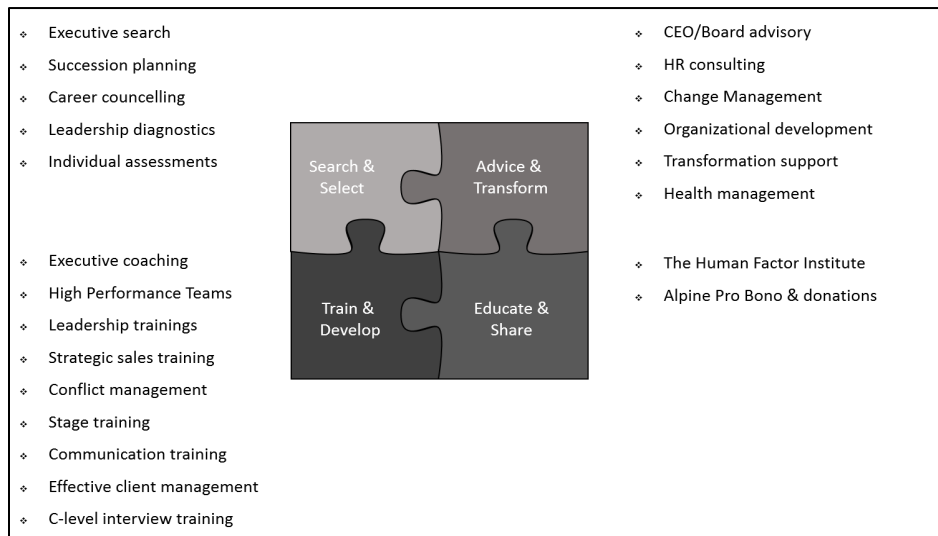 Executive search
Succession planning
Career councelling
Leadership diagnostics
Individual assessments
CEO/Board advisory
HR consulting
Change Management
Organizational development
Transformation support
Health management
Search &
Select
Advice &
Transform
Train &
Develop
Educate &
Share
Executive coaching
High Performance Teams
Leadership trainings
Strategic sales training
Conflict management
Stage training
Communication training
Effective client management
C-level interview training
The Human Factor Institute
Alpine Pro Bono & donations